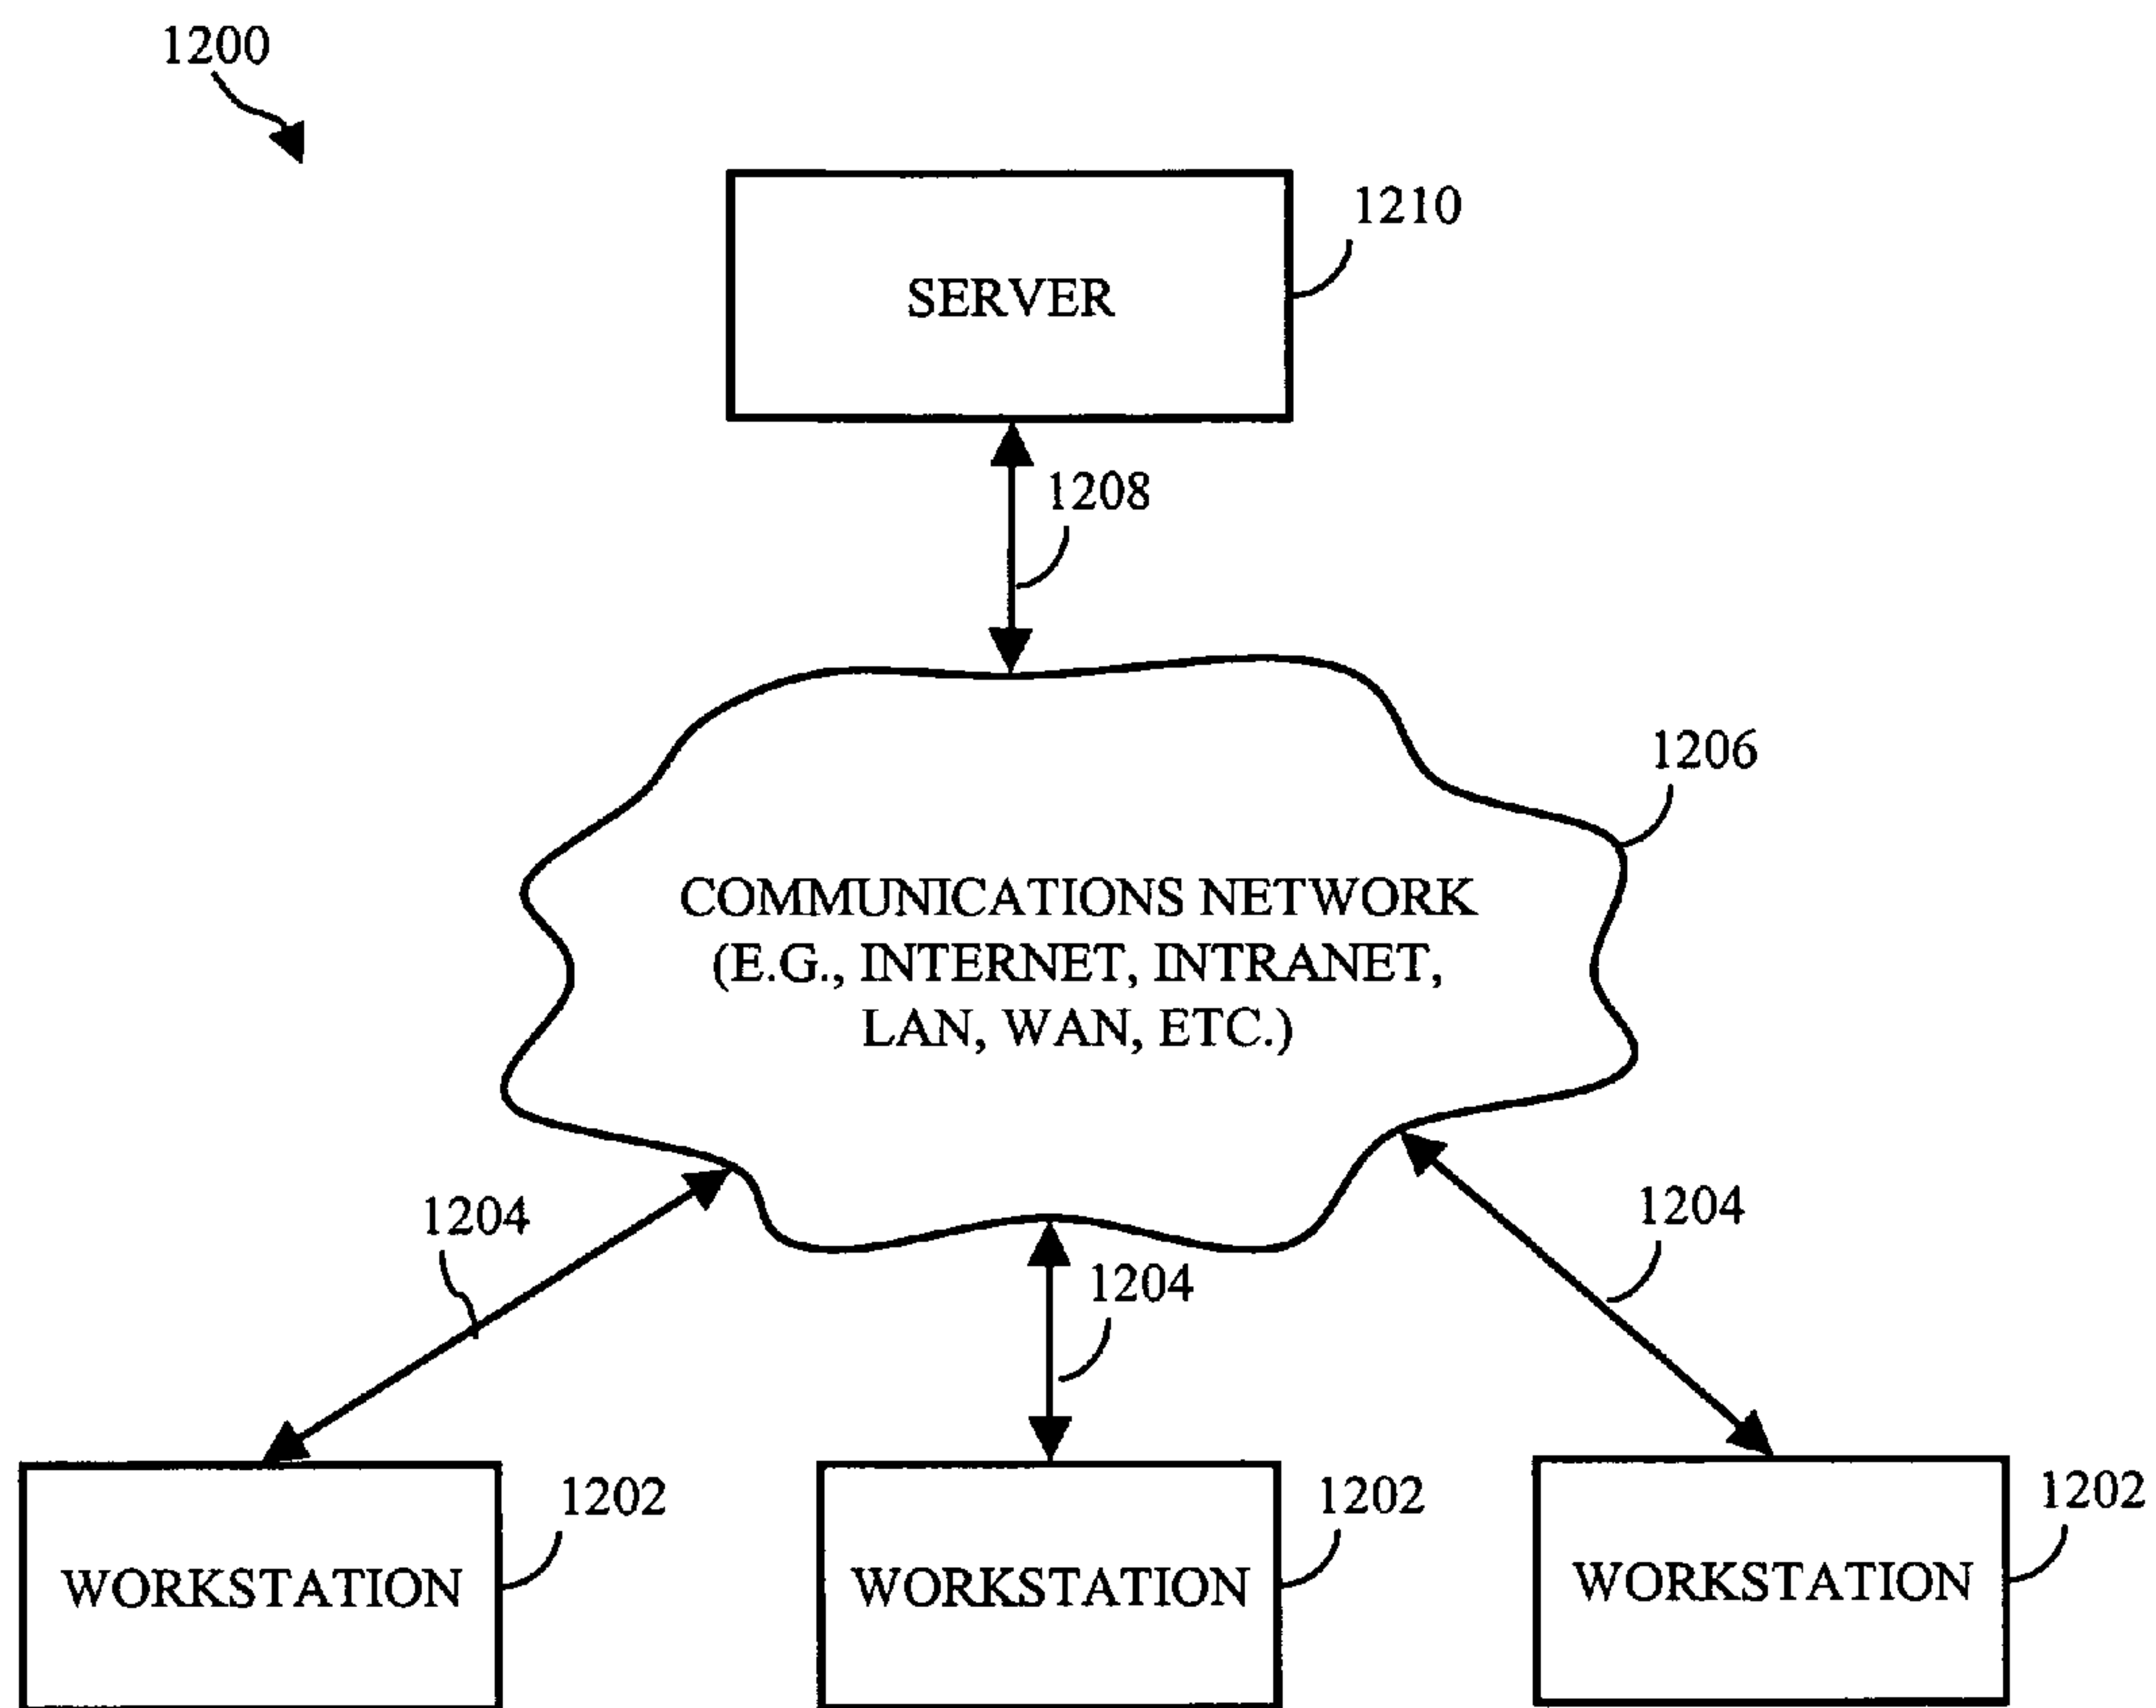 1200
1210
SERVER
1208
1206
COMMUNICATIONS NETWORK
(E.G., INTERNET, INTRANET,
LAN, WAN, ETC.)
1204
1204
1204
1202
1202
1202
WORKSTATION
WORKSTATION
WORKSTATION